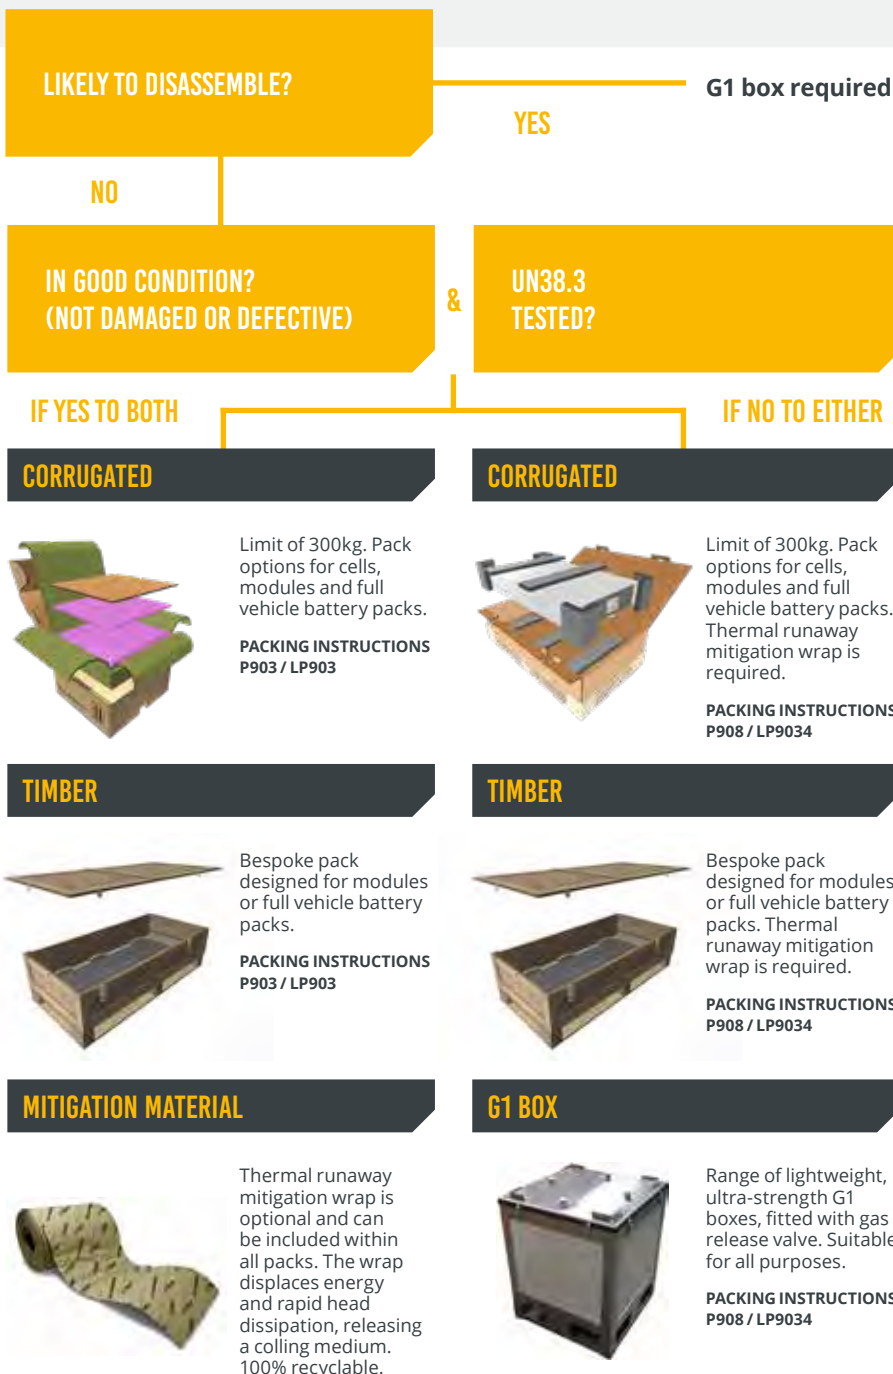 LIKELY TO DISASSEMBLE?
G1 box required
YES
NO
IN GOOD CONDITION?
(NOT DAMAGED OR DEFECTIVE)
&
UN38.3
TESTED?
IF YES TO BOTH
IF NO TO EITHER
CORRUGATED
Limit of 300kg. Pack
options for cells,
modules and full
vehicle battery packs.
PACKING INSTRUCTIONS
P903 / LP903
CORRUGATED
Limit of 300kg. Pack
options for cells,
modules and full
vehicle battery packs.
Thermal runaway
mitigation wrap is
required.
PACKING INSTRUCTIONS
P908 / LP9034
TIMBER
Bespoke pack
designed for modules
or full vehicle battery
packs.
PACKING INSTRUCTIONS
P903 / LP903
TIMBER
Bespoke pack
designed for modules
or full vehicle battery
packs. Thermal
runaway mitigation
wrap is required.
PACKING INSTRUCTIONS
P908 / LP9034
MITIGATION MATERIAL
Thermal runaway
mitigation wrap is
optional and can
be included within
all packs. The wrap
displaces energy
and rapid head
dissipation, releasing
a colling medium.
100% recyclable.
G1 BOX
Range of lightweight,
ultra-strength G1
boxes, fitted with gas
release valve. Suitable
for all purposes.
PACKING INSTRUCTIONS
P908 / LP9034